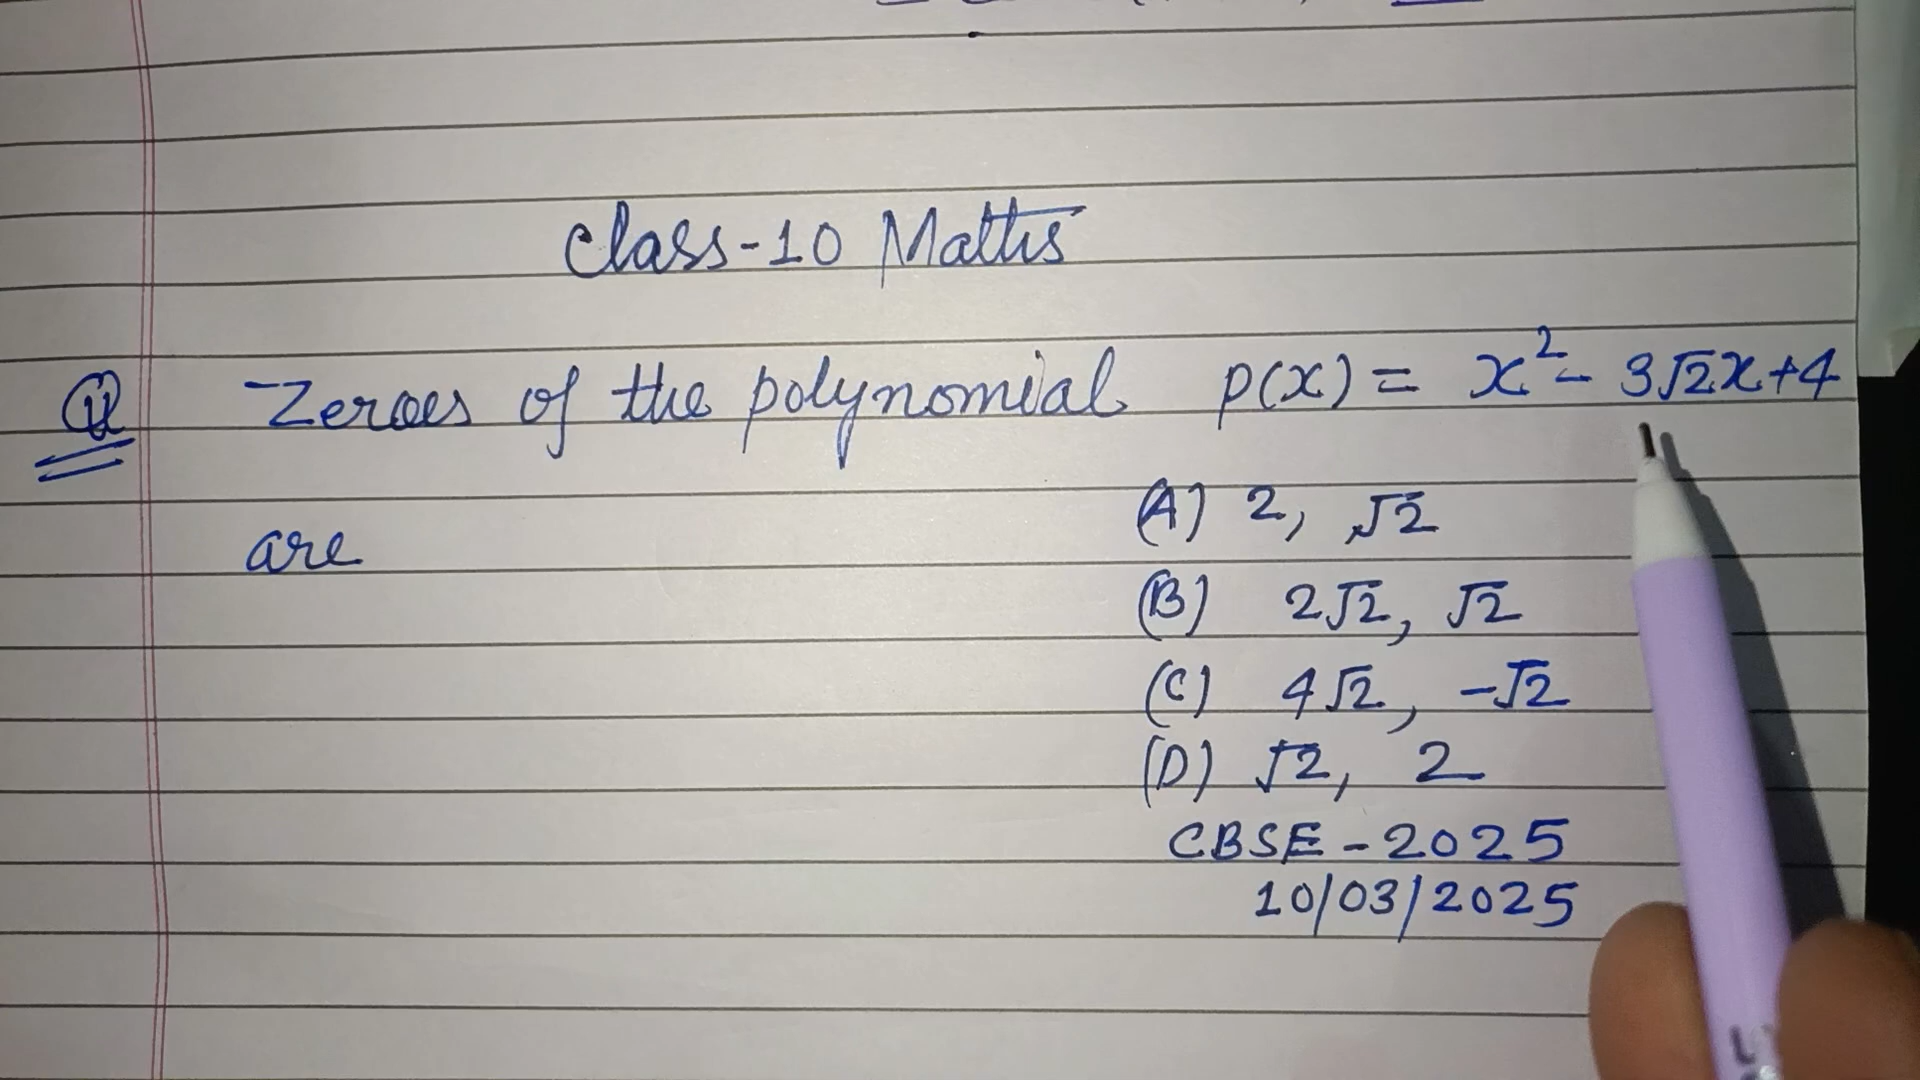 Class-10 Maths
Q Zeroes of the polynomial p(x) = x² - 3√2x+4
are
(A) 2, √2
(B) 2√2, √2
(C) 4√2, -√2
(D) √2, 2
CBSE - 2025
10/03/2025